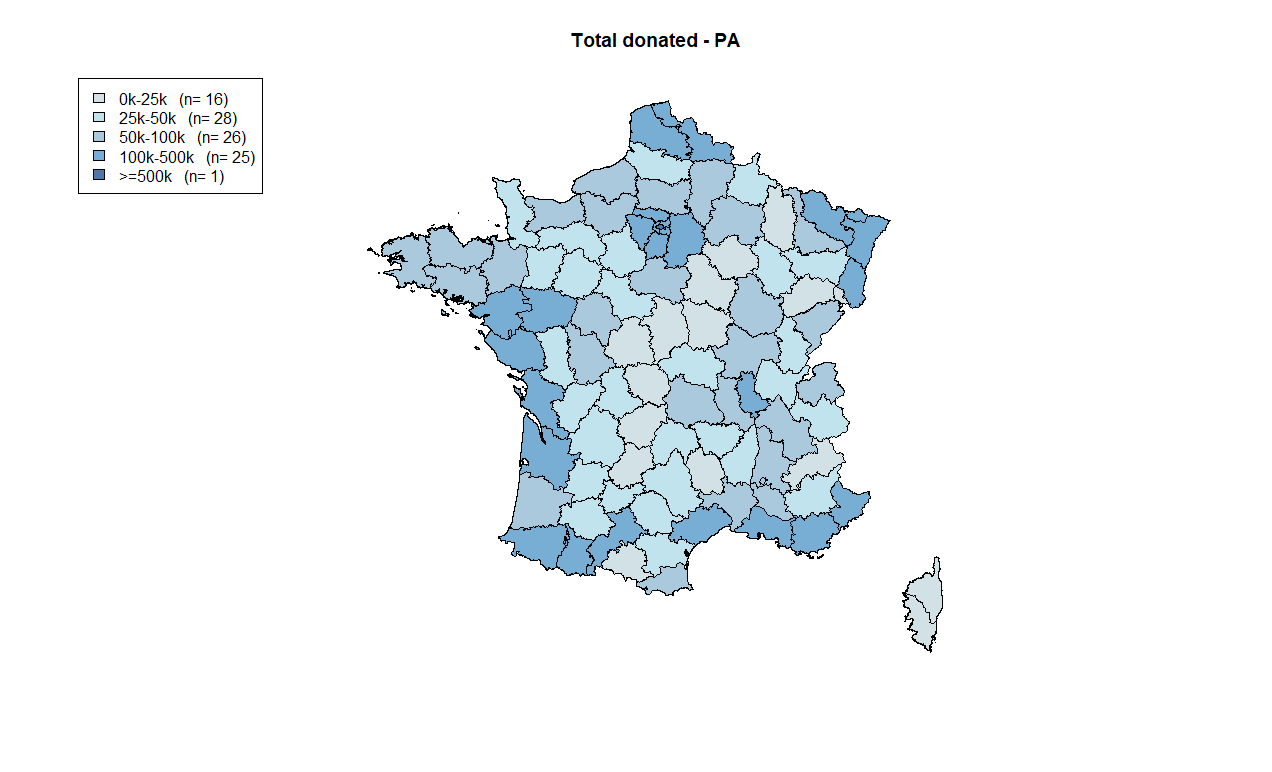 Total donated - PA
0k-25k (n= 16)
25k-50k (n= 28)
50k-100k (n= 26)
100k-500k (n= 25)
>=500k (n= 1)